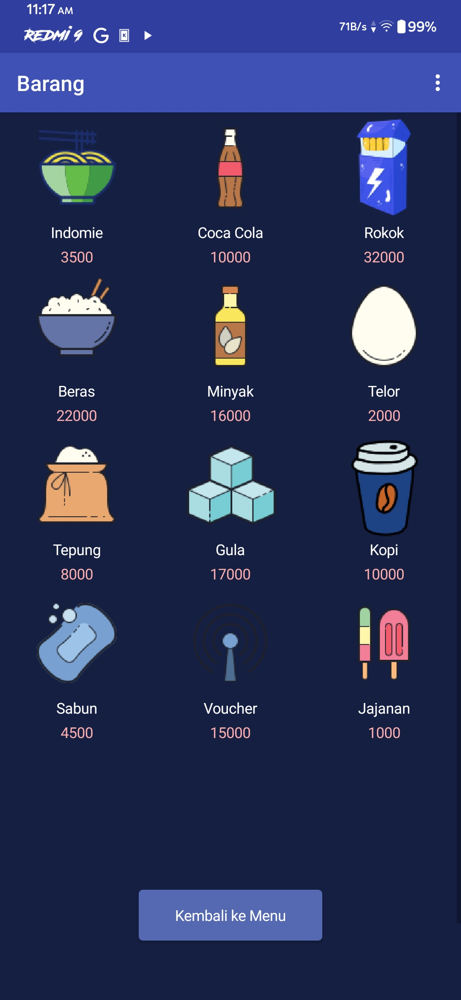 11:17 AM
REDMI 9 G K
71B/s 99%
Barang
Indomie Coca Cola Rokok
3500 10000 32000
Beras Minyak Telor
22000 16000 2000
Tepung Gula Kopi
8000 17000 10000
Sabun Voucher Jajanan
4500 15000 1000
Kembali ke Menu